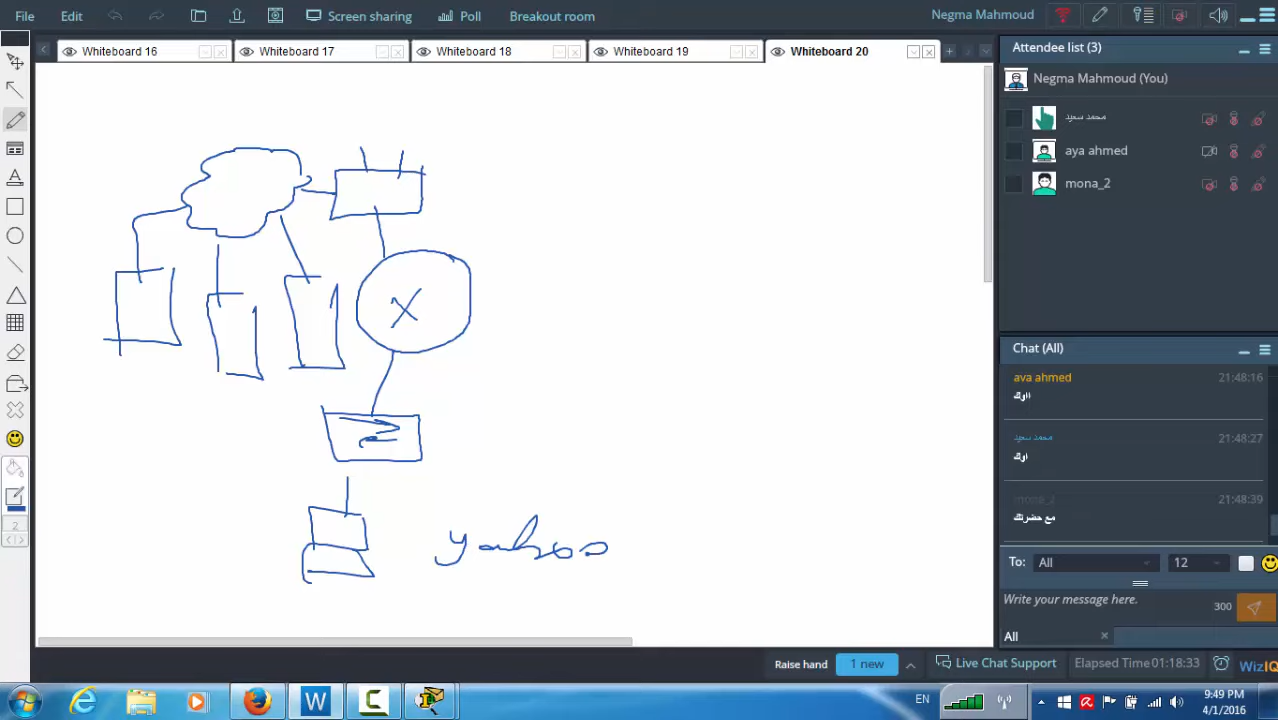 File Edit Screen sharing Poll Breakout room Negma Mahmoud
Whiteboard 16 Whiteboard 17 Whiteboard 18 Whiteboard 19 Whiteboard 20
Attendee list (3)
Negma Mahmoud (You)
محمد سعيد
aya ahmed
mona_2
X
yahoo
Chat (All)
aya ahmed 21:48:16
اوك
محمد سعيد 21:48:27
اوك
mona_2 21:48:39
مع حضرتك
To: All 12
Write your message here. 300
All
2
Raise hand 1 new Live Chat Support Elapsed Time 01:18:33 WizIQ
EN 9:49 PM
4/1/2016